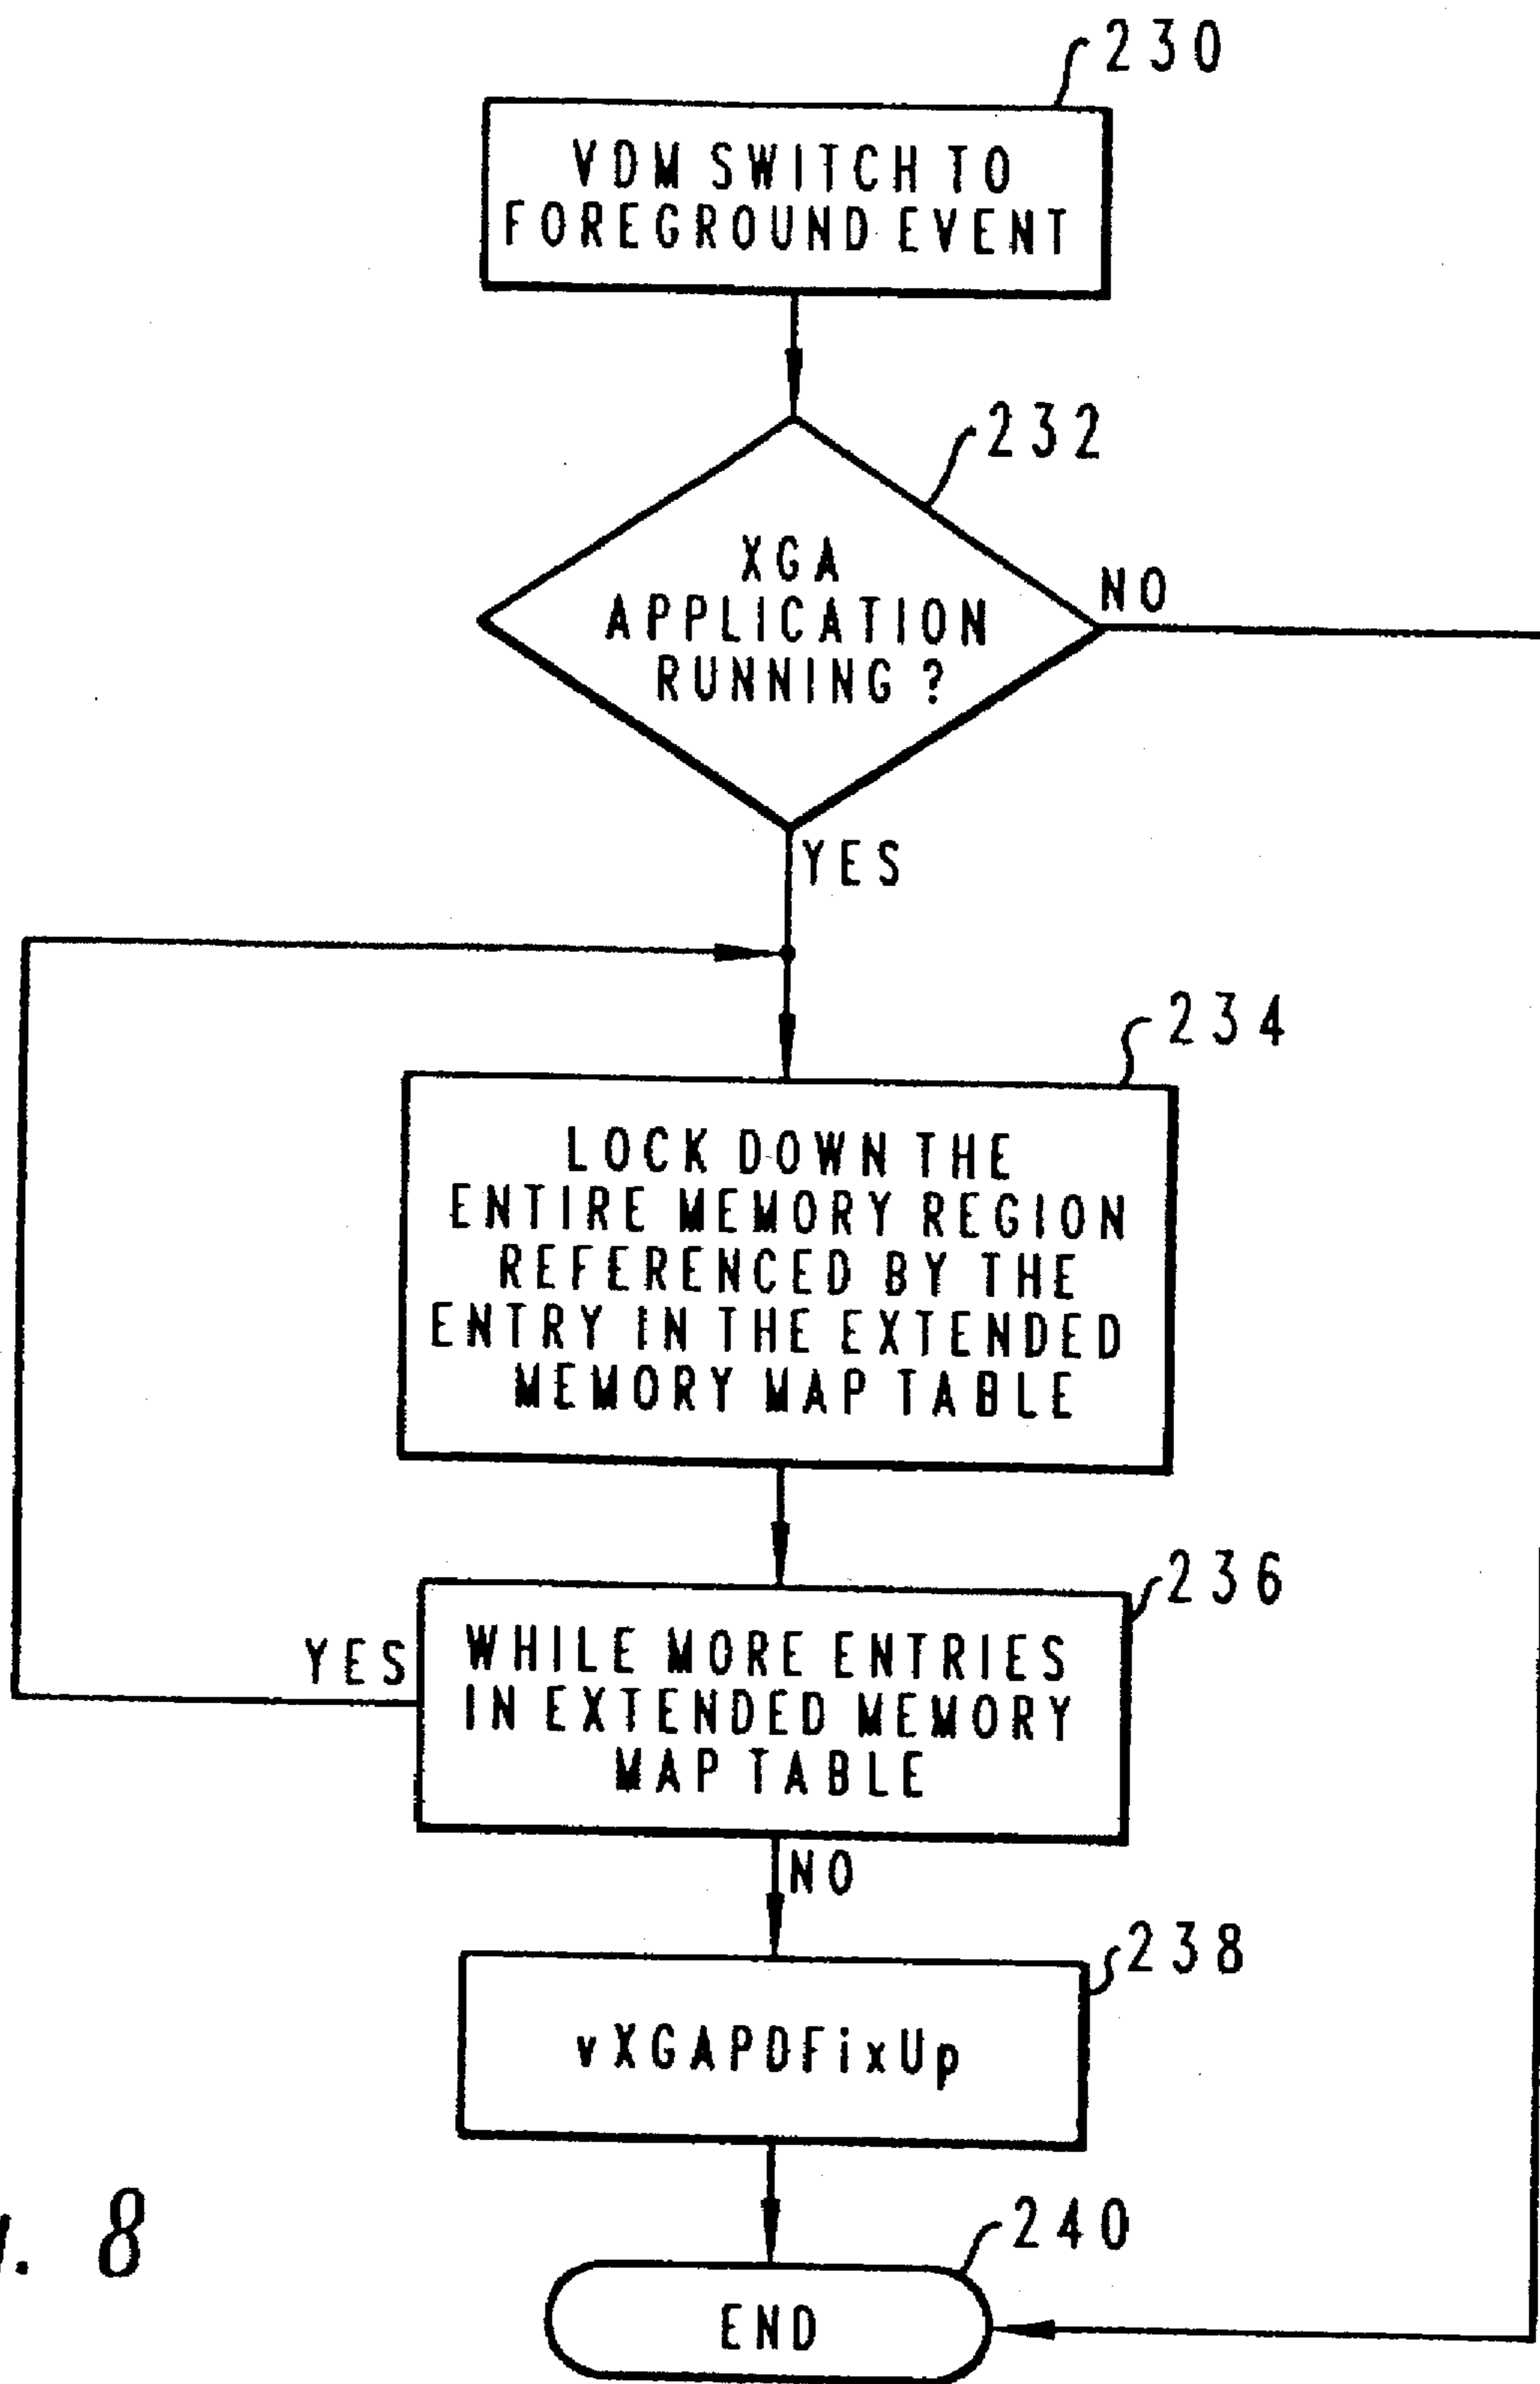 230
VDM SWITCH TO
FOREGROUND EVENT
232
XGA
APPLICATION
RUNNING ?
NO
YES
234
LOCK DOWN THE
ENTIRE MEMORY REGION
REFERENCED BY THE
ENTRY IN THE EXTENDED
MEMORY MAP TABLE
236
YES
WHILE MORE ENTRIES
IN EXTENDED MEMORY
MAP TABLE
NO
238
vXGAPDFixUp
240
END
8